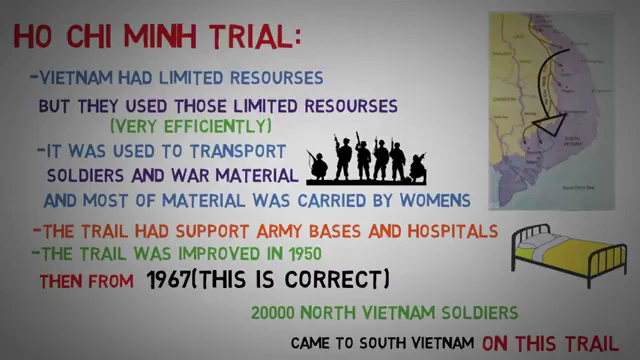 HO CHI MINH TRIAL:
-VIETNAM HAD LIMITED RESOURSES
BUT THEY USED THOSE LIMITED RESOURSES
(VERY EFFICIENTLY)
-IT WAS USED TO TRANSPORT
SOLDIERS AND WAR MATERIAL
AND MOST OF MATERIAL WAS CARRIED BY WOMENS
-THE TRAIL HAD SUPPORT ARMY BASES AND HOSPITALS
-THE TRAIL WAS IMPROVED IN 1950
THEN FROM 1967(THIS IS CORRECT)
20000 NORTH VIETNAM SOLDIERS
CAME TO SOUTH VIETNAM ON THIS TRAIL